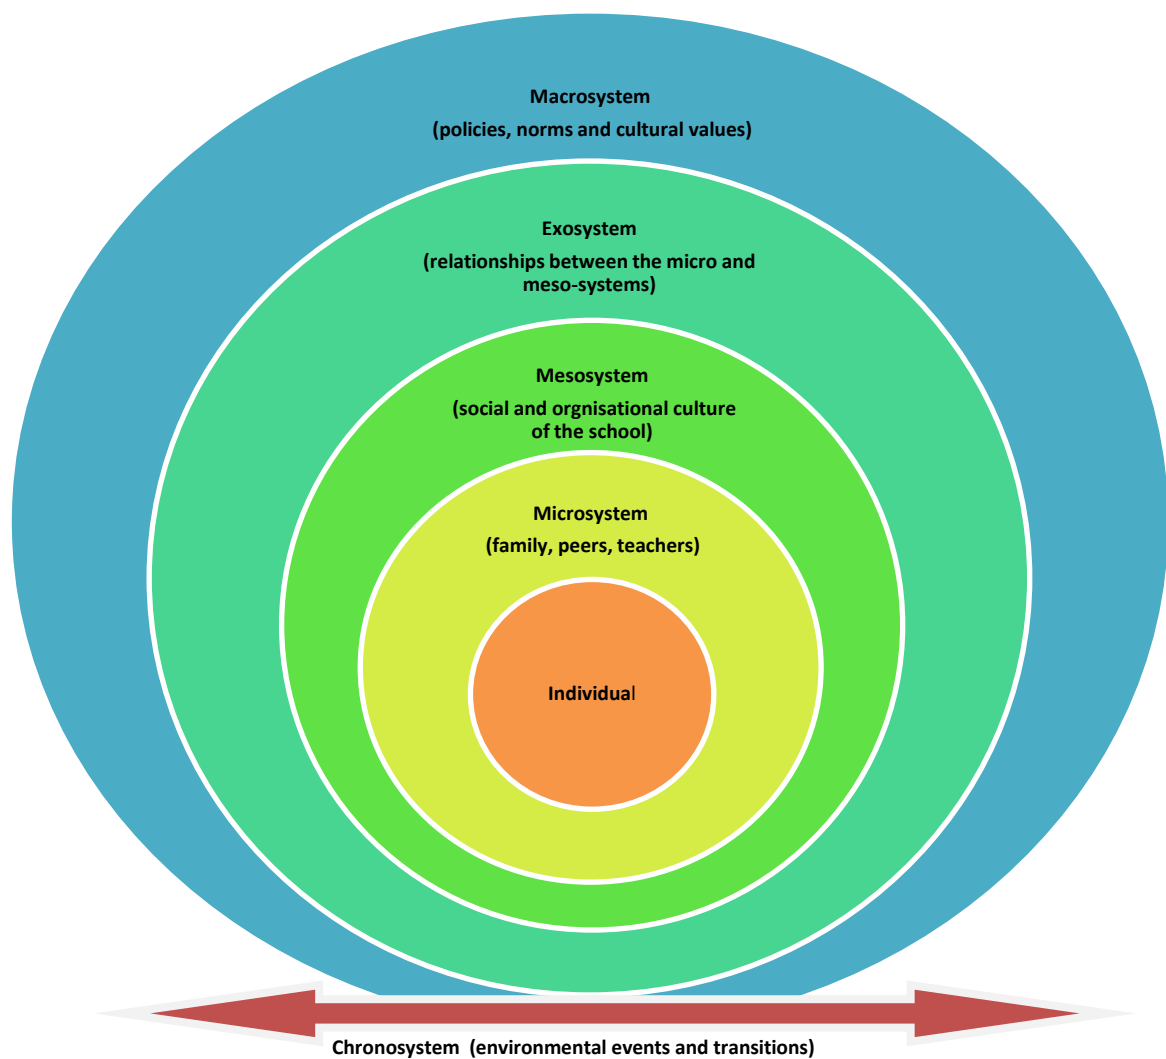 Macrosystem
(policies, norms and cultural values)
Exosystem
(relationships between the micro and
meso-systems)
Mesosystem
(social and orgnisational culture
of the school)
Microsystem
(family, peers, teachers)
Individual
Chronosystem (environmental events and transitions)